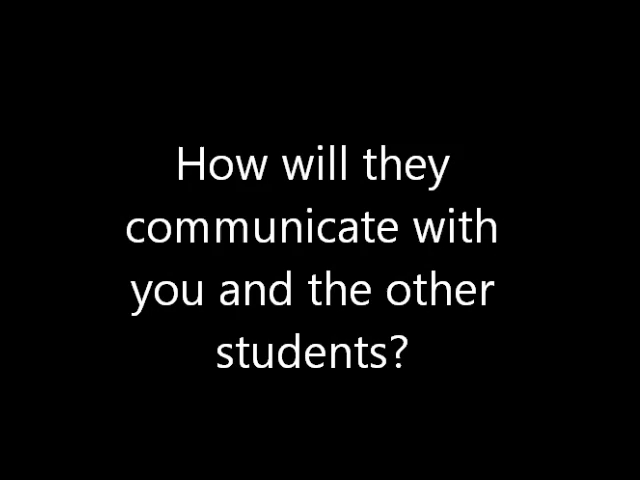 How will they
communicate with
you and the other
students?